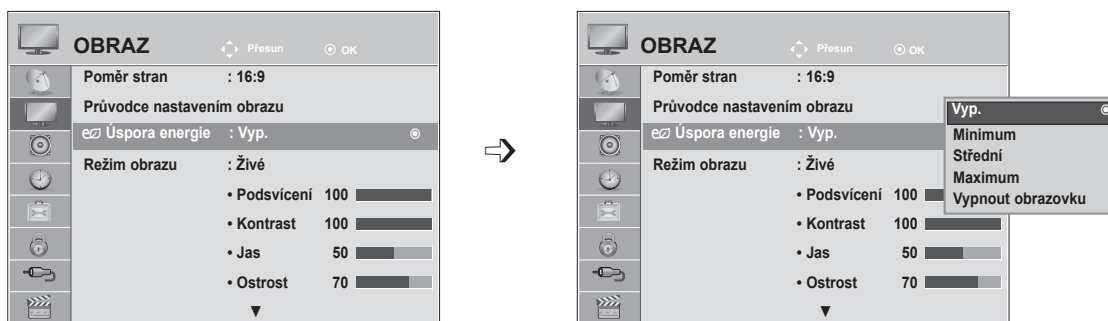 OBRAZ Přesun OK
Poměr stran : 16:9
Průvodce nastavením obrazu
Úspora energie : Vyp.
Režim obrazu : Živé
• Podsvícení 100
• Kontrast 100
• Jas 50
• Ostrost 70
OBRAZ Přesun OK
Poměr stran : 16:9
Průvodce nastavením obrazu
Úspora energie : Vyp.
Režim obrazu : Živé
• Podsvícení 100
• Kontrast 100
• Jas 50
• Ostrost 70
Vyp.
Minimum
Střední
Maximum
Vypnout obrazovku